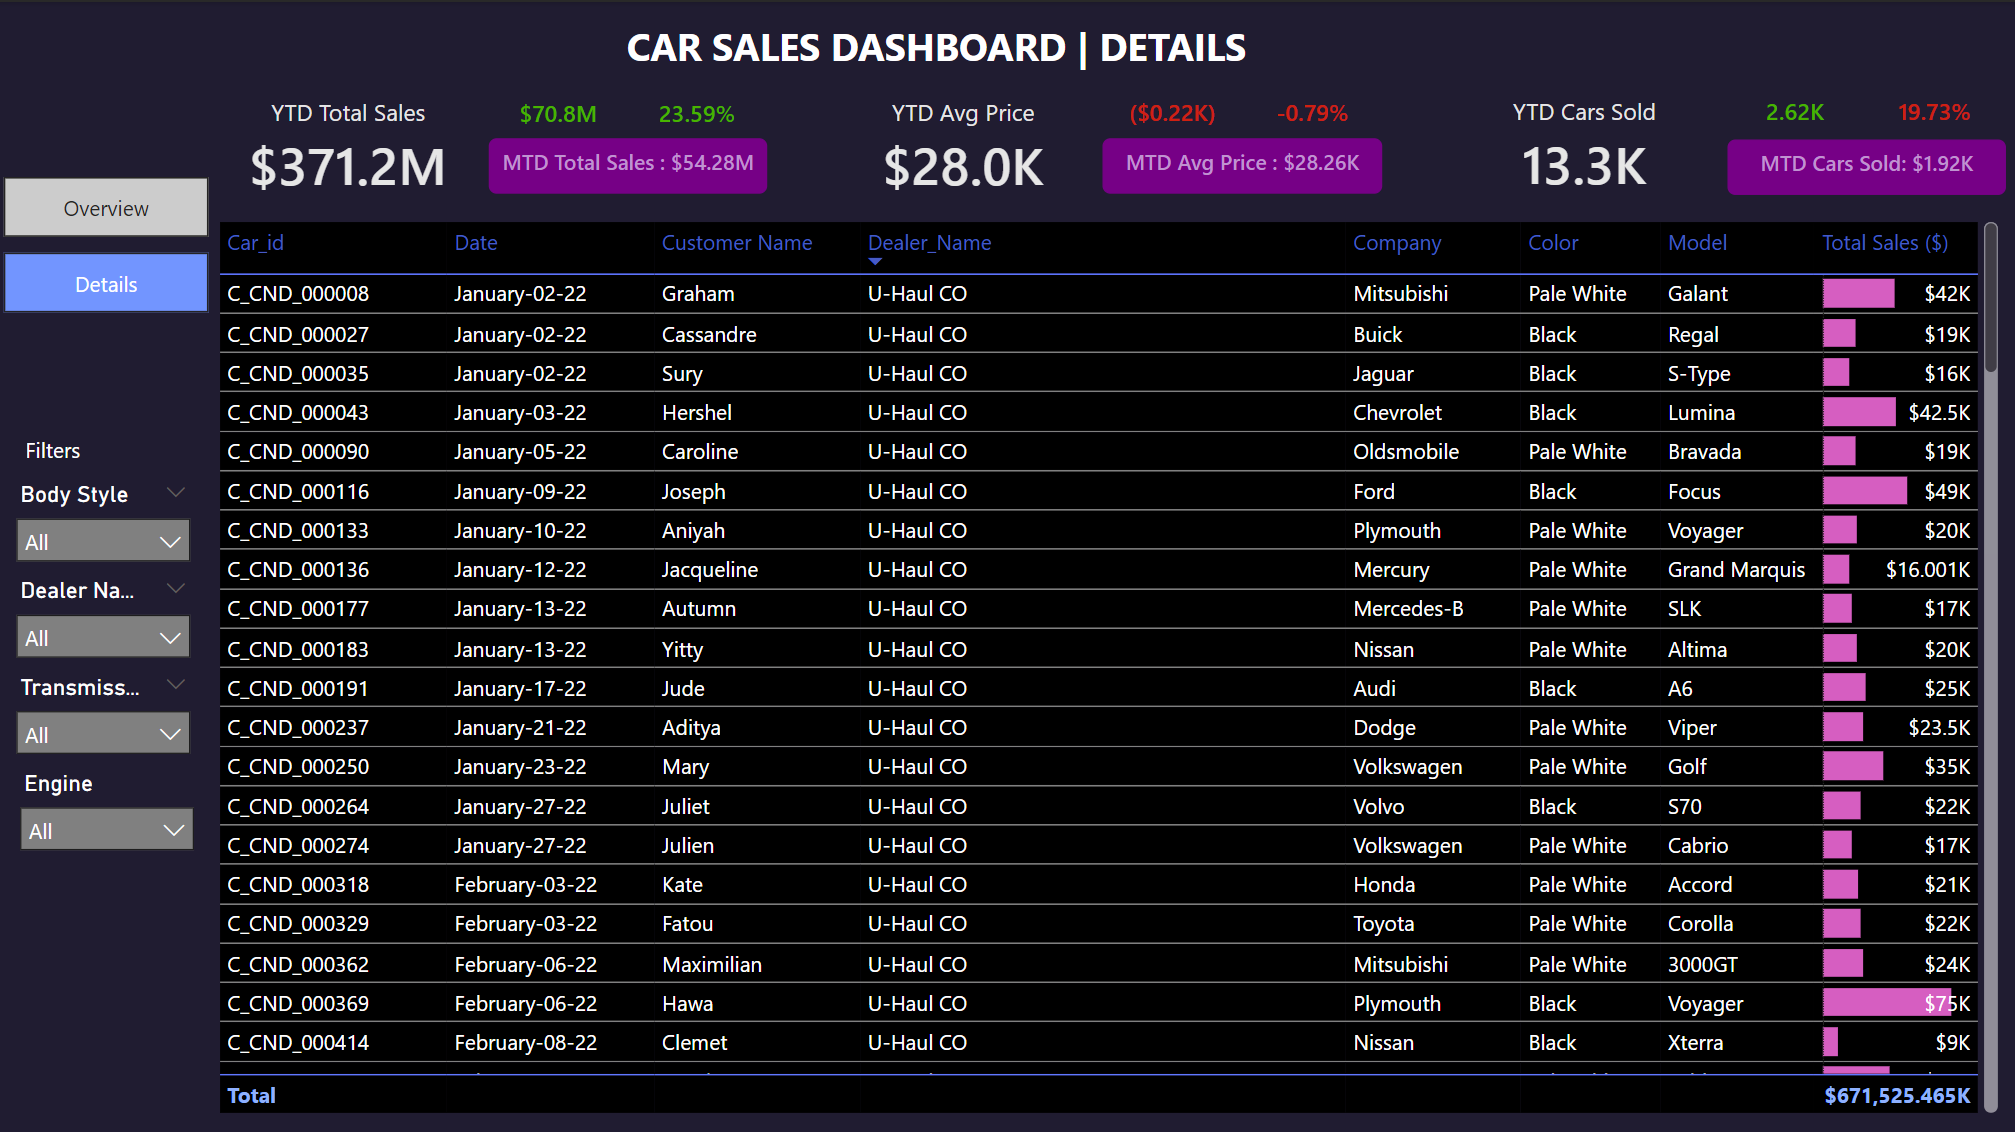 CAR SALES DASHBOARD | DETAILS
YTD Total Sales $70.8M 23.59% YTD Avg Price ($0.22K) -0.79% YTD Cars Sold 2.62K 19.73%
$371.2M MTD Total Sales : $54.28M $28.0K MTD Avg Price : $28.26K 13.3K MTD Cars Sold: $1.92K
Overview
Details
Filters
Body Style
All
Dealer Na...
All
Transmiss...
All
Engine
All
Car_id Date Customer Name Dealer_Name Company Color Model Total Sales ($)
C_CND_000008 January-02-22 Graham U-Haul CO Mitsubishi Pale White Galant $42K
C_CND_000027 January-02-22 Cassandre U-Haul CO Buick Black Regal $19K
C_CND_000035 January-02-22 Sury U-Haul CO Jaguar Black S-Type $16K
C_CND_000043 January-03-22 Hershel U-Haul CO Chevrolet Black Lumina $42.5K
C_CND_000090 January-05-22 Caroline U-Haul CO Oldsmobile Pale White Bravada $19K
C_CND_000116 January-09-22 Joseph U-Haul CO Ford Black Focus $49K
C_CND_000133 January-10-22 Aniyah U-Haul CO Plymouth Pale White Voyager $20K
C_CND_000136 January-12-22 Jacqueline U-Haul CO Mercury Pale White Grand Marquis $16.001K
C_CND_000177 January-13-22 Autumn U-Haul CO Mercedes-B Pale White SLK $17K
C_CND_000183 January-13-22 Yitty U-Haul CO Nissan Pale White Altima $20K
C_CND_000191 January-17-22 Jude U-Haul CO Audi Black A6 $25K
C_CND_000237 January-21-22 Aditya U-Haul CO Dodge Pale White Viper $23.5K
C_CND_000250 January-23-22 Mary U-Haul CO Volkswagen Pale White Golf $35K
C_CND_000264 January-27-22 Juliet U-Haul CO Volvo Black S70 $22K
C_CND_000274 January-27-22 Julien U-Haul CO Volkswagen Pale White Cabrio $17K
C_CND_000318 February-03-22 Kate U-Haul CO Honda Pale White Accord $21K
C_CND_000329 February-03-22 Fatou U-Haul CO Toyota Pale White Corolla $22K
C_CND_000362 February-06-22 Maximilian U-Haul CO Mitsubishi Pale White 3000GT $24K
C_CND_000369 February-06-22 Hawa U-Haul CO Plymouth Black Voyager $75K
C_CND_000414 February-08-22 Clemet U-Haul CO Nissan Black Xterra $9K
Total $671,525.465K